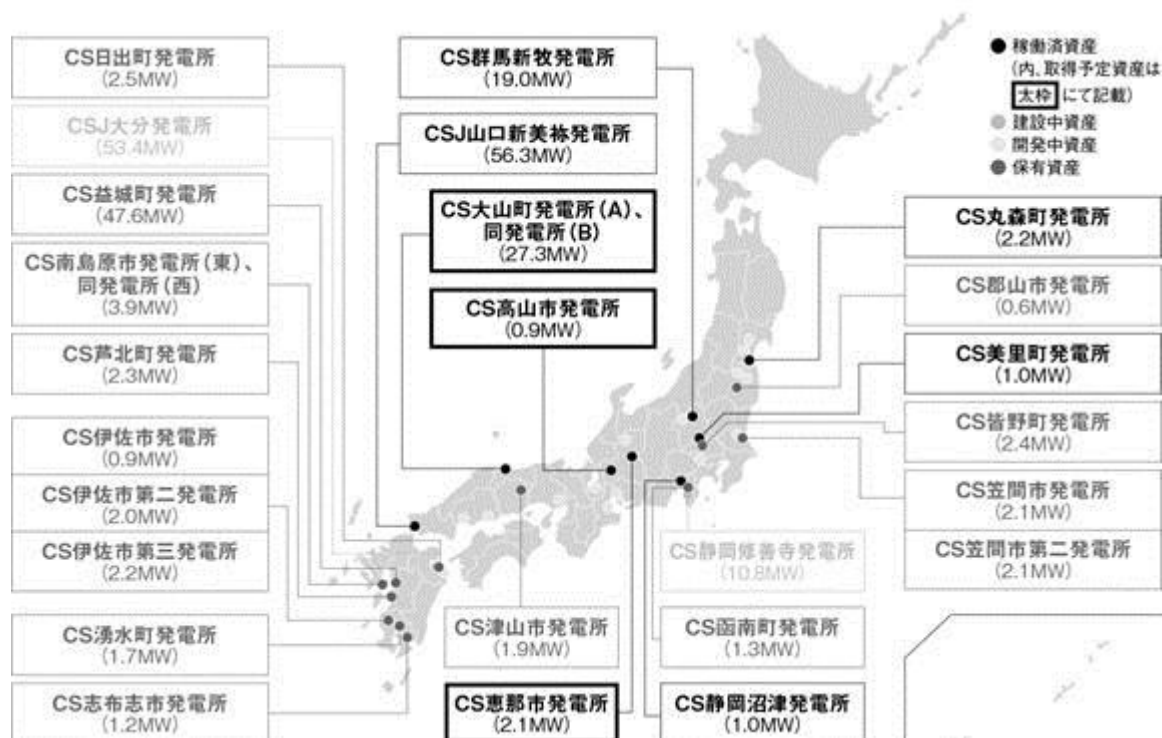 CS日出町発電所
(2.5MW)
CSJ大分発電所
(53.4MW)
CS益城町発電所
(47.6MW)
CS南島原市発電所(東)、
同発電所(西)
(3.9MW)
CS芦北町発電所
(2.3MW)
CS伊佐市発電所
(0.9MW)
CS伊佐市第二発電所
(2.0MW)
CS伊佐市第三発電所
(2.2MW)
CS湧水町発電所
(1.7MW)
CS志布志市発電所
(1.2MW)
CS群馬新牧発電所
(19.0MW)
CSJ山口新美祢発電所
(56.3MW)
CS大山町発電所(A)、
同発電所(B)
(27.3MW)
CS高山市発電所
(0.9MW)
CS津山市発電所
(1.9MW)
CS恵那市発電所
(2.1MW)
CS静岡修善寺発電所
(10.8MW)
CS函南町発電所
(1.3MW)
CS静岡沼津発電所
(1.0MW)
稼働済資産
(内、取得予定資産は
太枠にて記載)
建設中資産
開発中資産
保有資産
CS丸森町発電所
(2.2MW)
CS郡山市発電所
(0.6MW)
CS美里町発電所
(1.0MW)
CS皆野町発電所
(2.4MW)
CS笠間市発電所
(2.1MW)
CS笠間市第二発電所
(2.1MW)